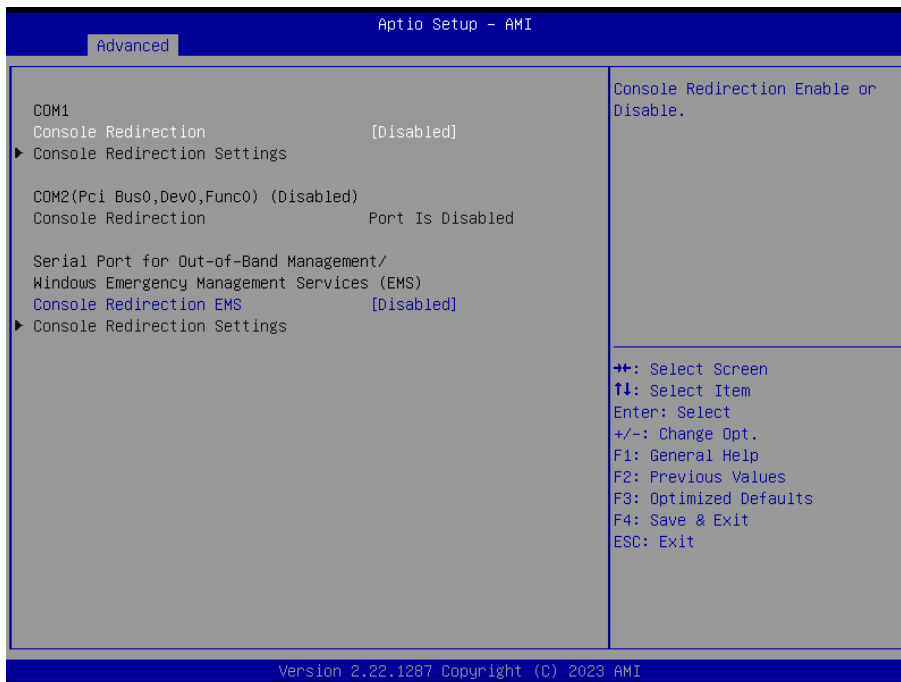 Aptio Setup - AMI
Advanced
COM1
Console Redirection [Disabled]
Console Redirection Settings
COM2(Pci Bus0,Dev0,Func0) (Disabled)
Console Redirection Port Is Disabled
Serial Port for Out-of-Band Management/
Windows Emergency Management Services (EMS)
Console Redirection EMS [Disabled]
Console Redirection Settings
Console Redirection Enable or
Disable.
→←: Select Screen
↑↓: Select Item
Enter: Select
+/-: Change Opt.
F1: General Help
F2: Previous Values
F3: Optimized Defaults
F4: Save & Exit
ESC: Exit
Version 2.22.1287 Copyright (C) 2023 AMI